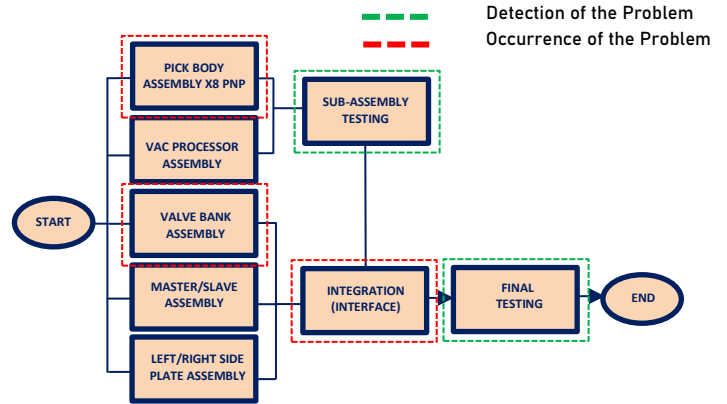 Detection of the Problem
Occurrence of the Problem
PICK BODY
ASSEMBLY X8 PNP
SUB-ASSEMBLY
TESTING
VAC PROCESSOR
ASSEMBLY
START
VALVE BANK
ASSEMBLY
MASTER/SLAVE
ASSEMBLY
INTEGRATION
(INTERFACE)
FINAL
TESTING
END
LEFT/RIGHT SIDE
PLATE ASSEMBLY